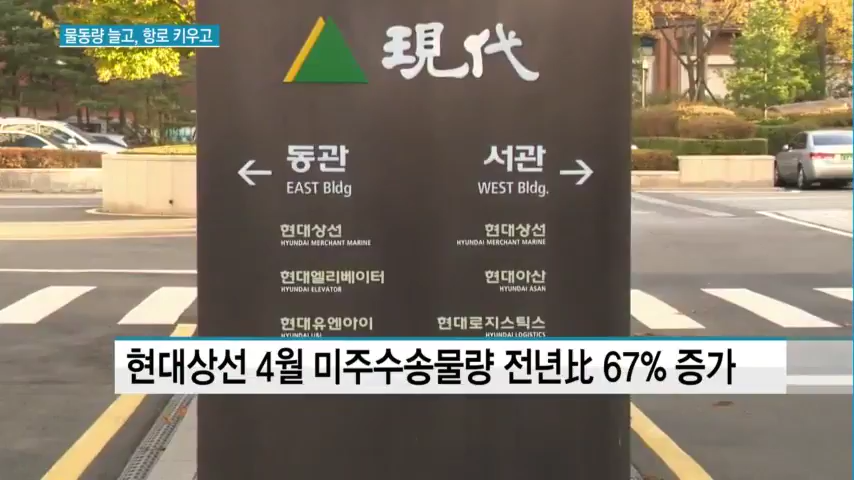 물동량 늘고, 항로 키우고
現代
← 동관 서관 →
EAST Bldg WEST Bldg.
현대상선 현대상선
HYUNDAI MERCHANT MARINE HYUNDAI MERCHANT MARINE
현대엘리베이터 현대아산
HYUNDAI ELEVATOR HYUNDAI ASAN
현대유엔아이 현대로지스틱스
HYUNDAI U&I HYUNDAI LOGISTICS
현대상선 4월 미주수송물량 전년比 67% 증가